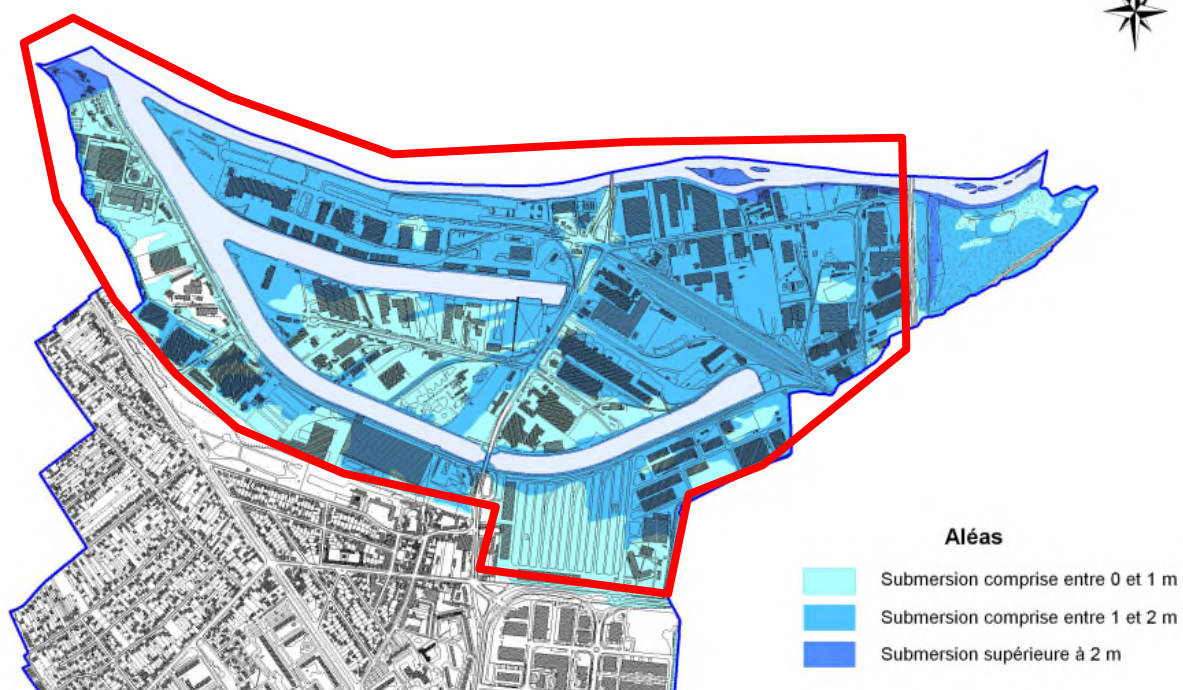 Aléas
Submersion comprise entre 0 et 1 m
Submersion comprise entre 1 et 2 m
Submersion supérieure à 2 m